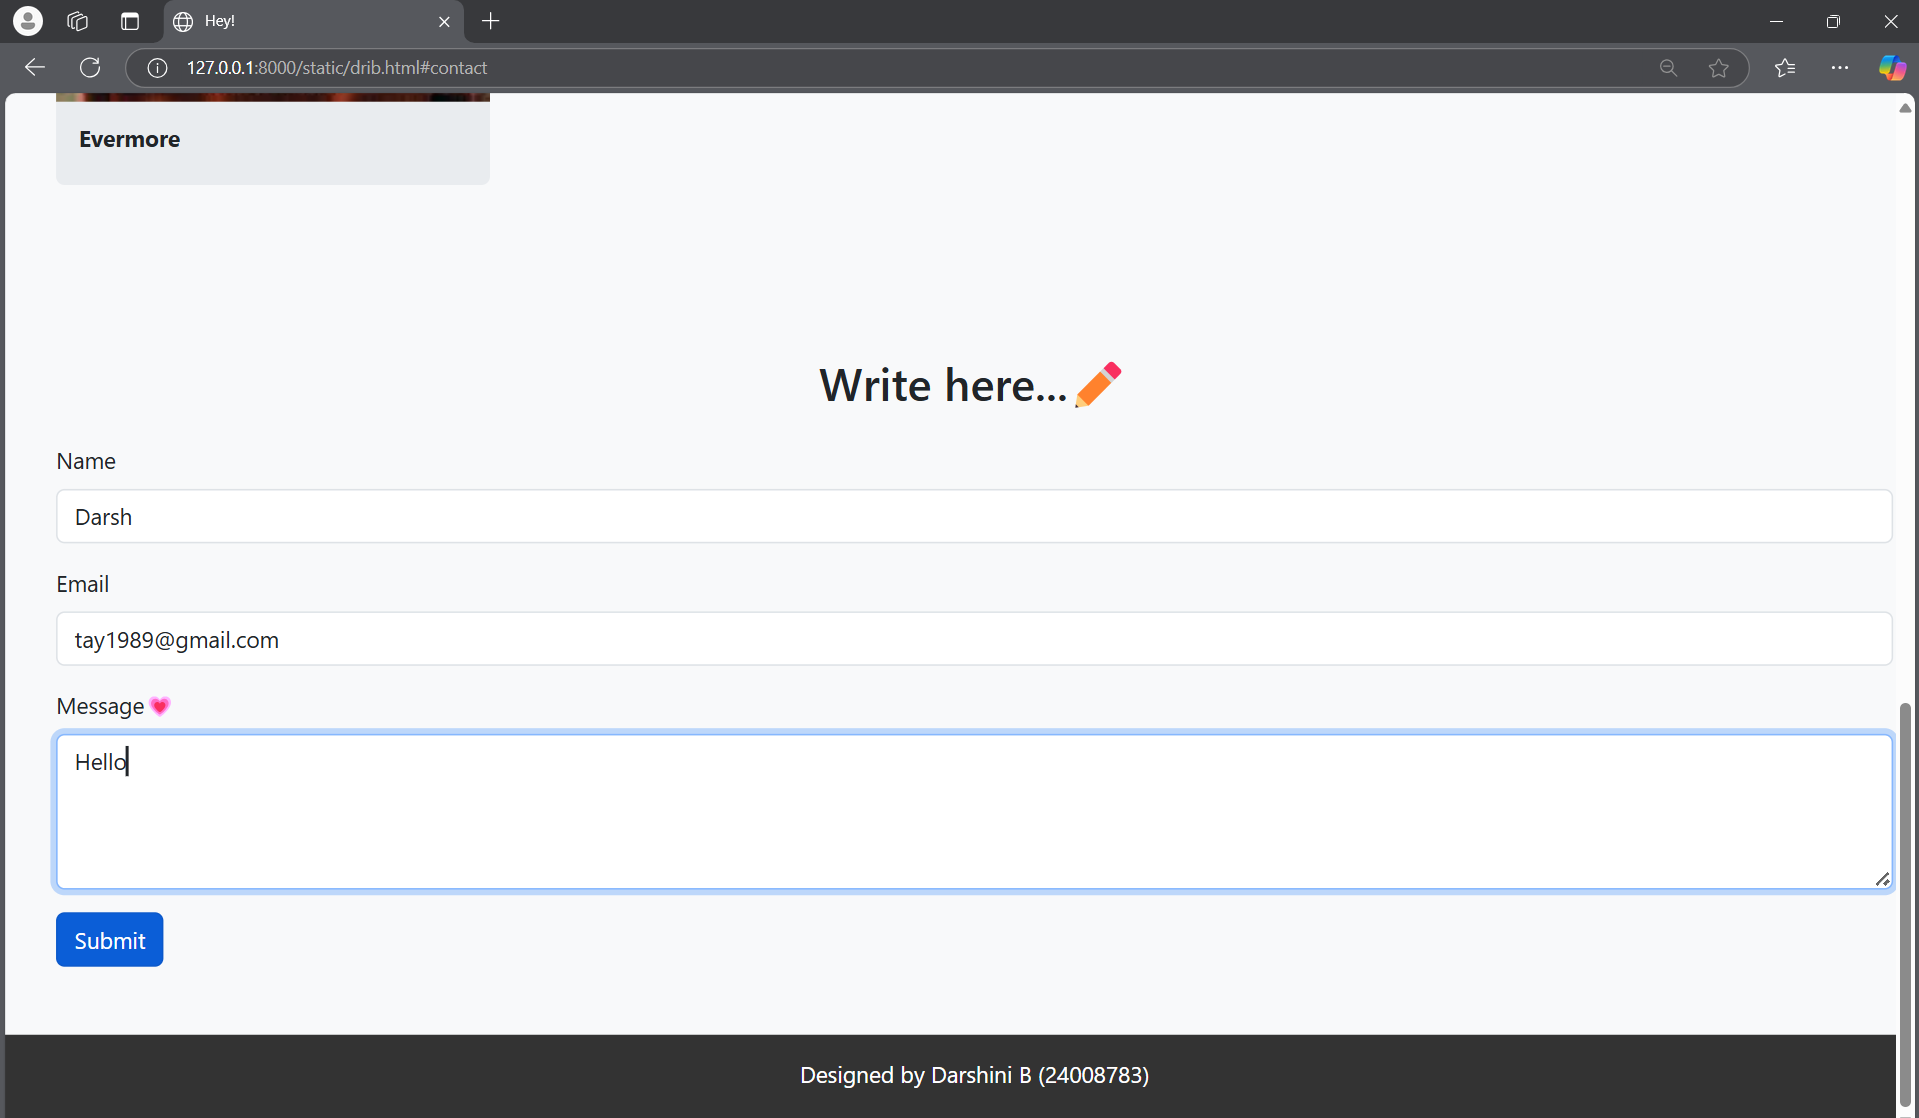 Hey!
127.0.0.1:8000/static/drib.html#contact
Evermore
Write here...✏️
Name
Darsh
Email
tay1989@gmail.com
Message💗
Hello
Submit
Designed by Darshini B (24008783)